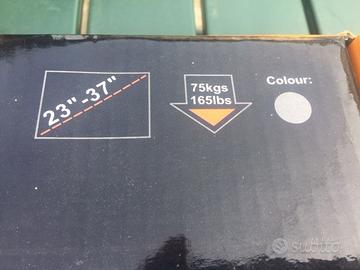 23" -37"
75kgs
165lbs
Colour:
subito